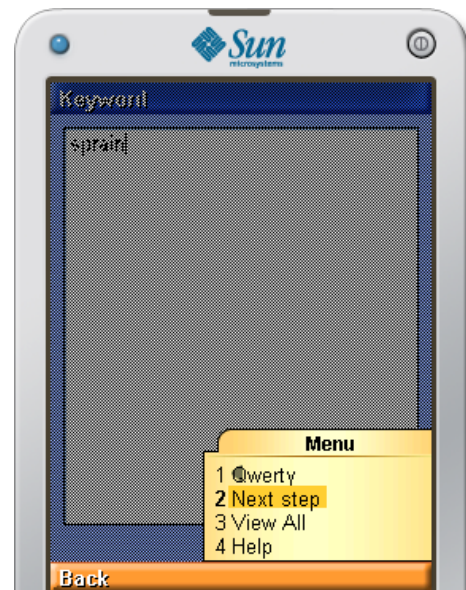 Sun
microsystems
Keyword
sprain
Menu
1 Qwerty
2 Next step
3 View All
4 Help
Back